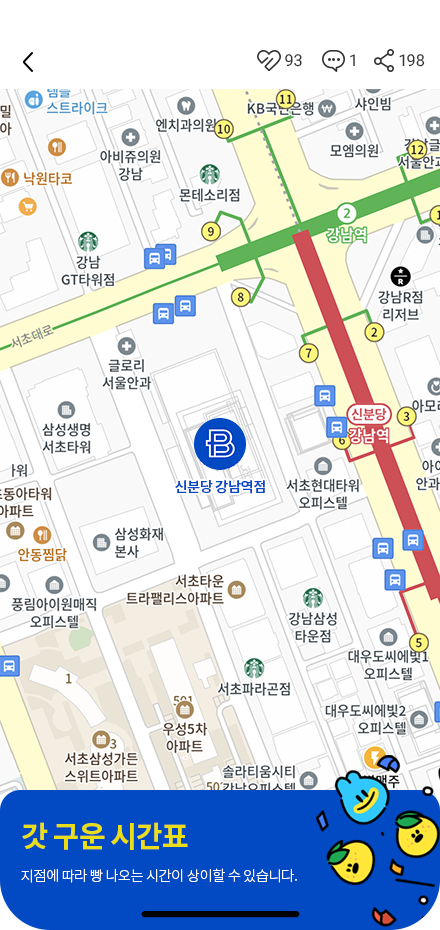 93
1
198
템플
스트라이크
샤인빔
11
KB국민은행
엔치과의원
10
모엠의원
12
아비쥬의원
강남
낙원타코
몬테소리점
서울안과
2
강남역
9
강남
GT타워점
8
강남R점
리저브
서초대로
2
7
글로리
서울안과
신분당
강남역
3
6
삼성생명
서초타워
신분당 강남역점
서초현대타워
오피스텔
삼성화재
본사
안동찜닭
서초타운
트라팰리스아파트
풍림아이원매직
오피스텔
강남삼성
타운점
5
대우도씨에빛1
오피스텔
1
서초파라곤점
대우도씨에빛2
오피스텔
우성5차
아파트
3
서초삼성가든
스위트아파트
솔라티움시티
강남오피스텔
갓 구운 시간표
지점에 따라 빵 나오는 시간이 상이할 수 있습니다.